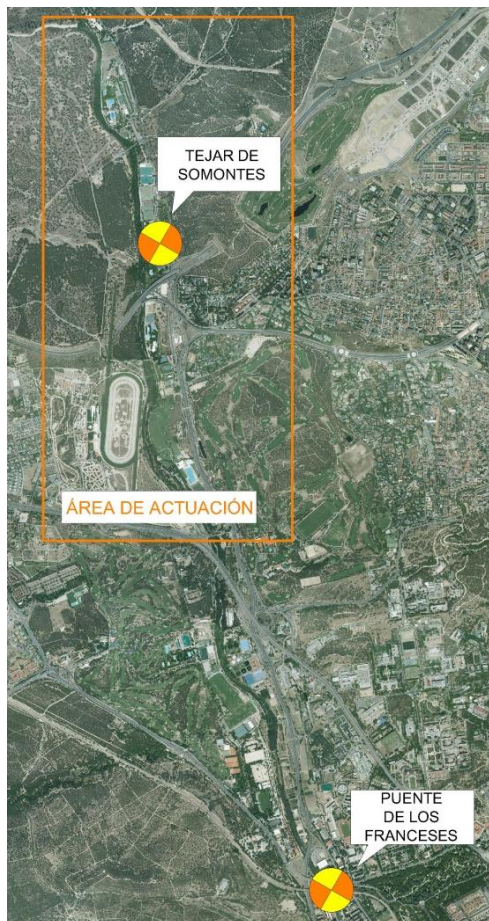 TEJAR DE
SOMONTES
ÁREA DE ACTUACIÓN
PUENTE
DE LOS
FRANCESES